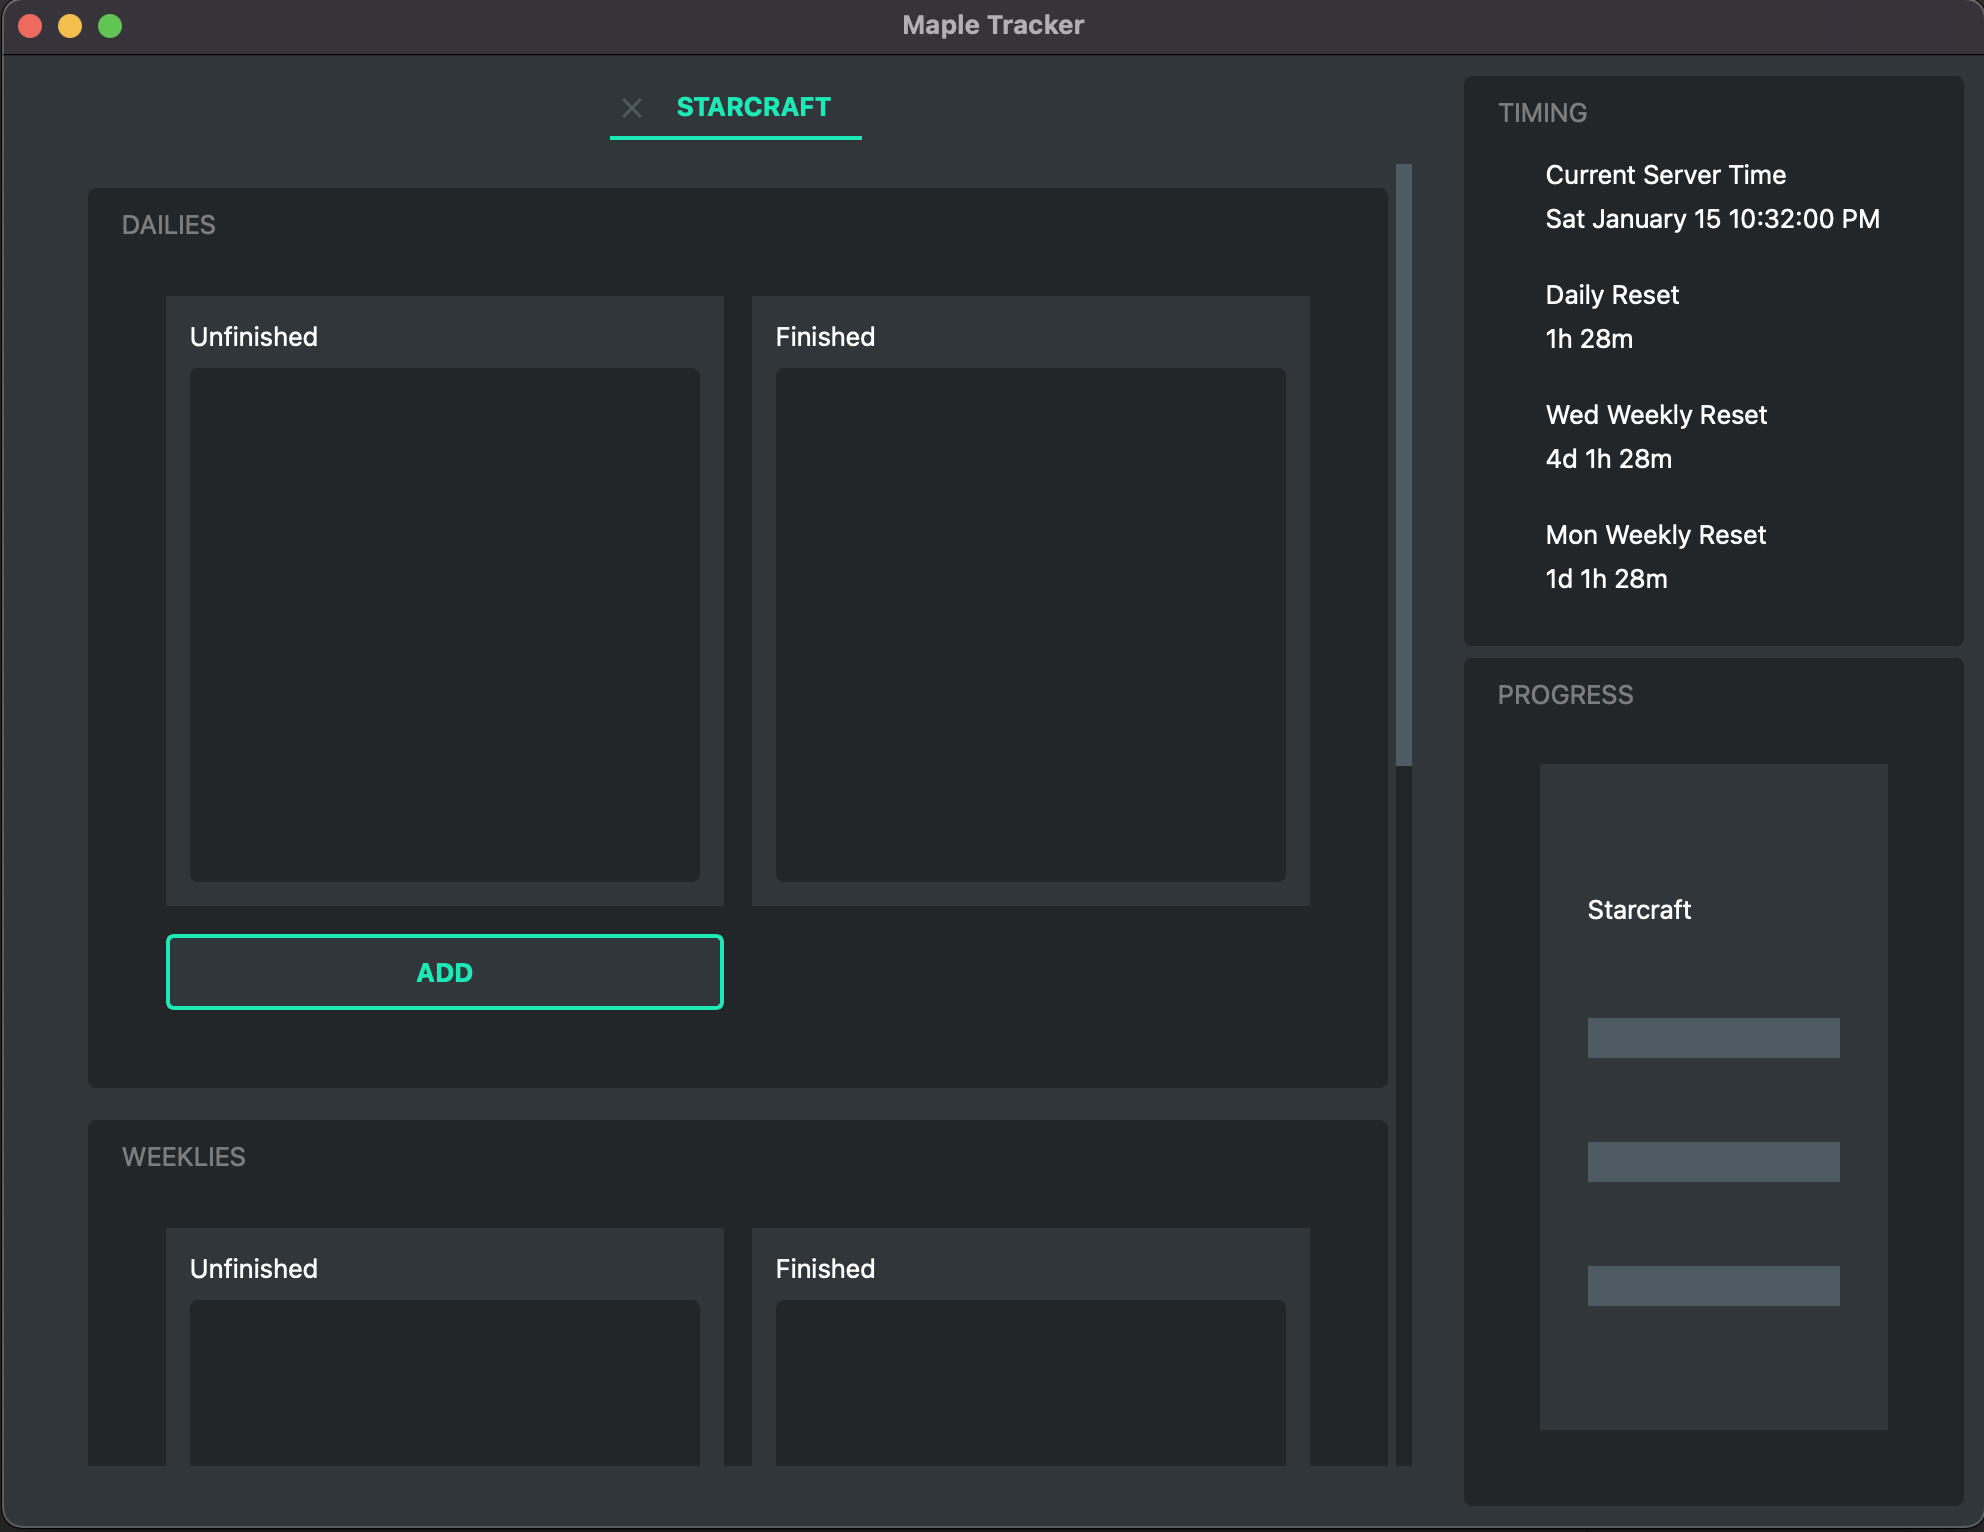 Maple Tracker
STARCRAFT
DAILIES
Unfinished
Finished
ADD
WEEKLIES
Unfinished
Finished
TIMING
Current Server Time
Sat January 15 10:32:00 PM
Daily Reset
1h 28m
Wed Weekly Reset
4d 1h 28m
Mon Weekly Reset
1d 1h 28m
PROGRESS
Starcraft